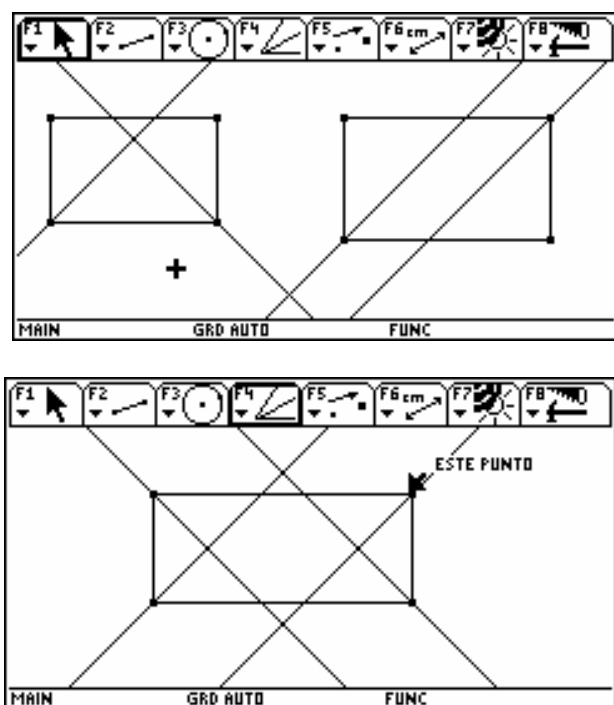 F1 F2 F3 F4 F5 F6 cm F7 F8
MAIN GRD AUTO FUNC
F1 F2 F3 F4 F5 F6 cm F7 F8
ESTE PUNTO
MAIN GRD AUTO FUNC